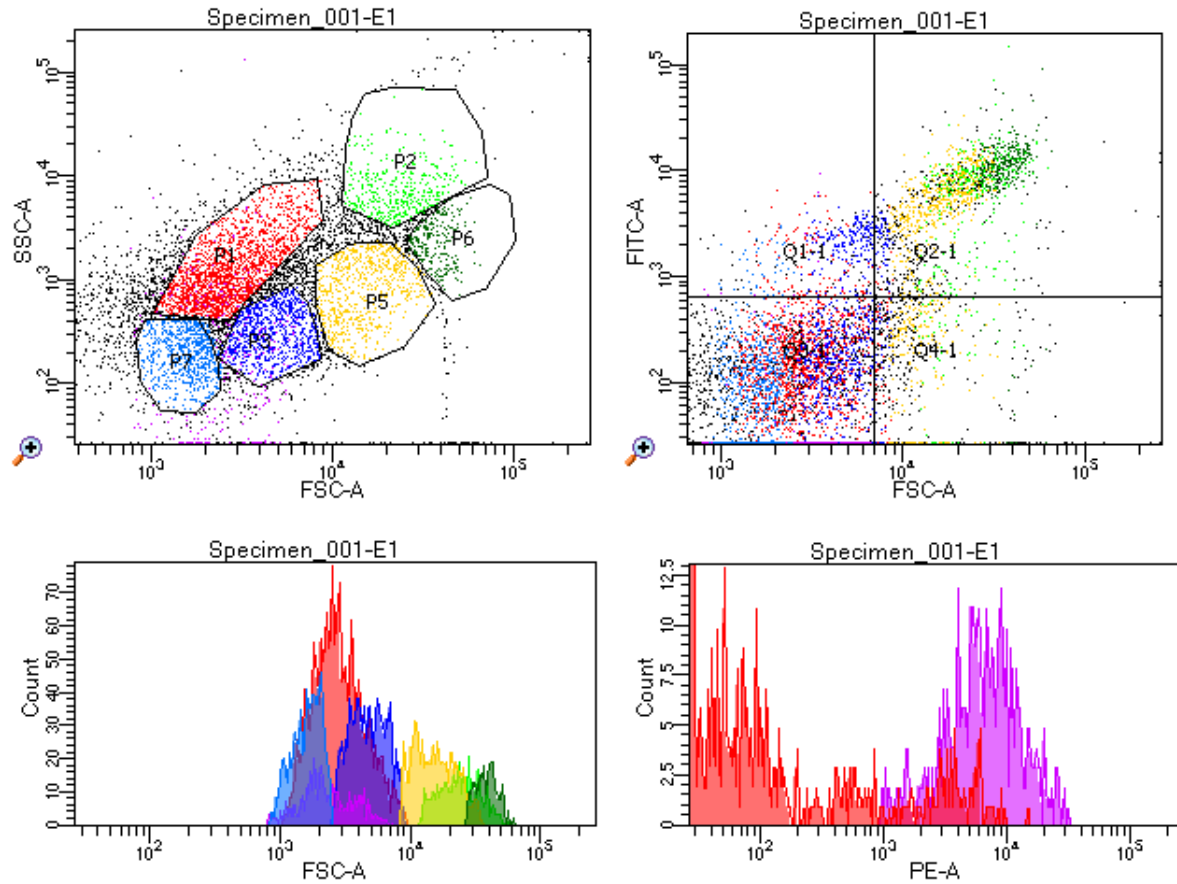 Specimen_001-E1
SSC-A
10^5
10^4
10^3
10^2
P2
P1
P6
P5
P7
10^3 10^4 10^5
FSC-A
Specimen_001-E1
FITC-A
10^5
10^4
10^3
10^2
Q1-1 Q2-1
Q4-1
10^3 10^4 10^5
FSC-A
Specimen_001-E1
Count
70
60
50
40
30
20
10
0
10^2 10^3 10^4 10^5
FSC-A
Specimen_001-E1
Count
12,5
10
7,5
5
2,5
0
10^2 10^3 10^4 10^5
PE-A